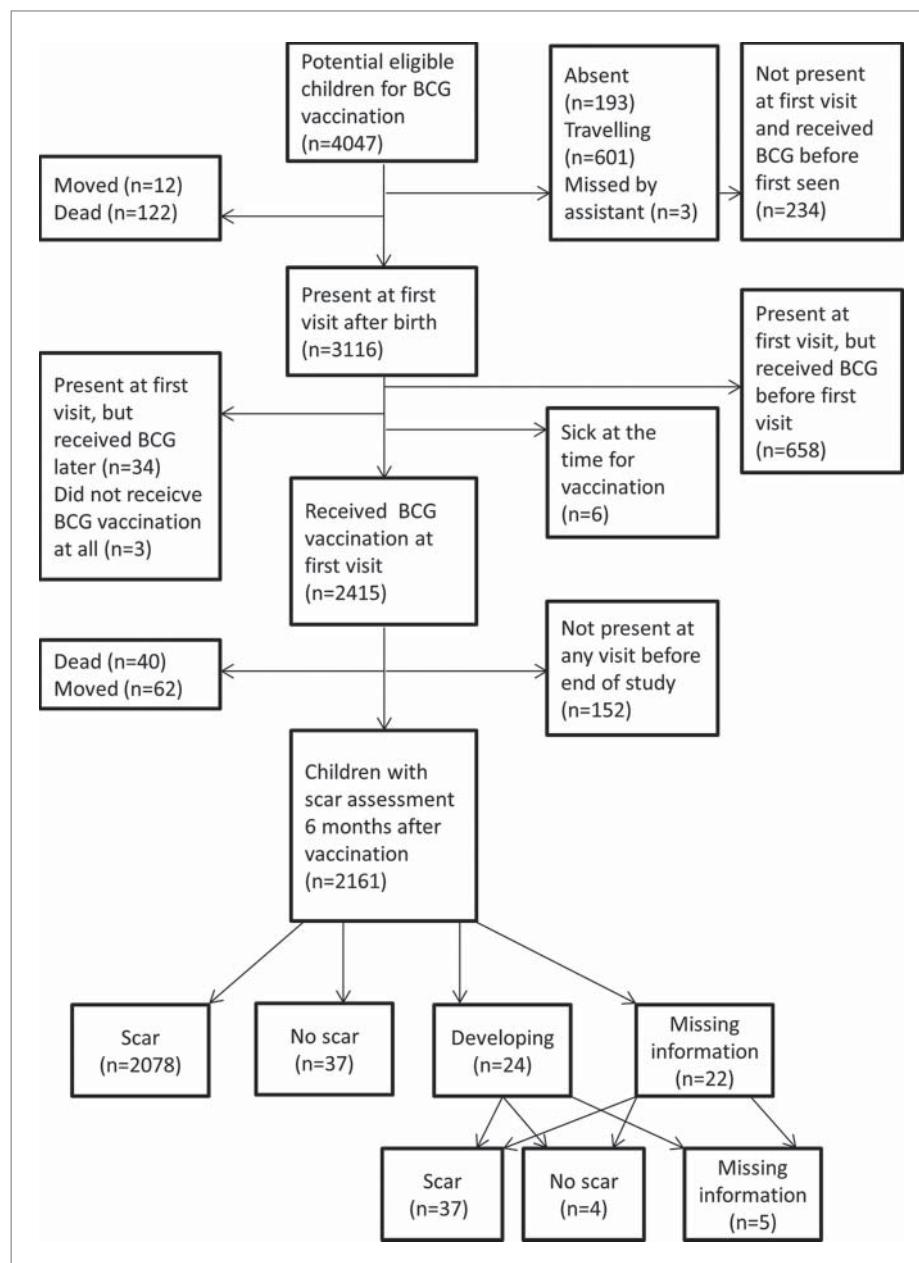 Potential eligible
children for BCG
vaccination
(n=4047)
Absent
(n=193)
Travelling
(n=601)
Missed by
assistant (n=3)
Not present
at first visit
and received
BCG before
first seen
(n=234)
Moved (n=12)
Dead (n=122)
Present at first
visit after birth
(n=3116)
Present at
first visit, but
received BCG
before first
visit
(n=658)
Present at first
visit, but
received BCG
later (n=34)
Did not receicve
BCG vaccination
at all (n=3)
Sick at the
time for
vaccination
(n=6)
Received BCG
vaccination at
first visit
(n=2415)
Dead (n=40)
Moved (n=62)
Not present at
any visit before
end of study
(n=152)
Children with
scar assessment
6 months after
vaccination
(n=2161)
Scar
(n=2078)
No scar
(n=37)
Developing
(n=24)
Missing
information
(n=22)
Scar
(n=37)
No scar
(n=4)
Missing
information
(n=5)